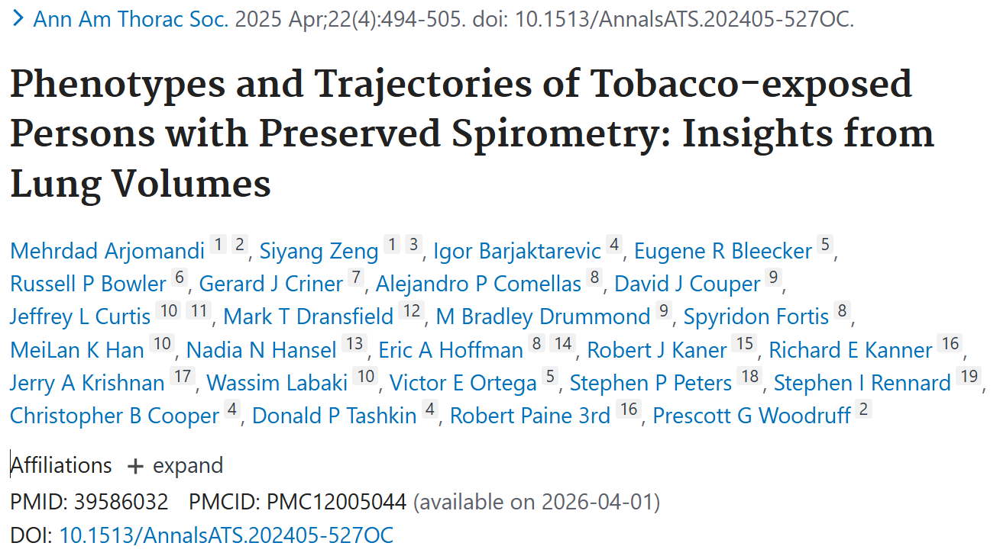 > Ann Am Thorac Soc. 2025 Apr;22(4):494-505. doi: 10.1513/AnnalsATS.202405-527OC.
Phenotypes and Trajectories of Tobacco-exposed
Persons with Preserved Spirometry: Insights from
Lung Volumes
Mehrdad Arjomandi 1 2, Siyang Zeng 1 3, Igor Barjaktarevic 4, Eugene R Bleecker 5,
Russell P Bowler 6, Gerard J Criner 7, Alejandro P Comellas 8, David J Couper 9,
Jeffrey L Curtis 10 11, Mark T Dransfield 12, M Bradley Drummond 9, Spyridon Fortis 8,
MeiLan K Han 10, Nadia N Hansel 13, Eric A Hoffman 8 14, Robert J Kaner 15, Richard E Kanner 16,
Jerry A Krishnan 17, Wassim Labaki 10, Victor E Ortega 5, Stephen P Peters 18, Stephen I Rennard 19,
Christopher B Cooper 4, Donald P Tashkin 4, Robert Paine 3rd 16, Prescott G Woodruff 2
Affiliations + expand
PMID: 39586032 PMCID: PMC12005044 (available on 2026-04-01)
DOI: 10.1513/AnnalsATS.202405-527OC